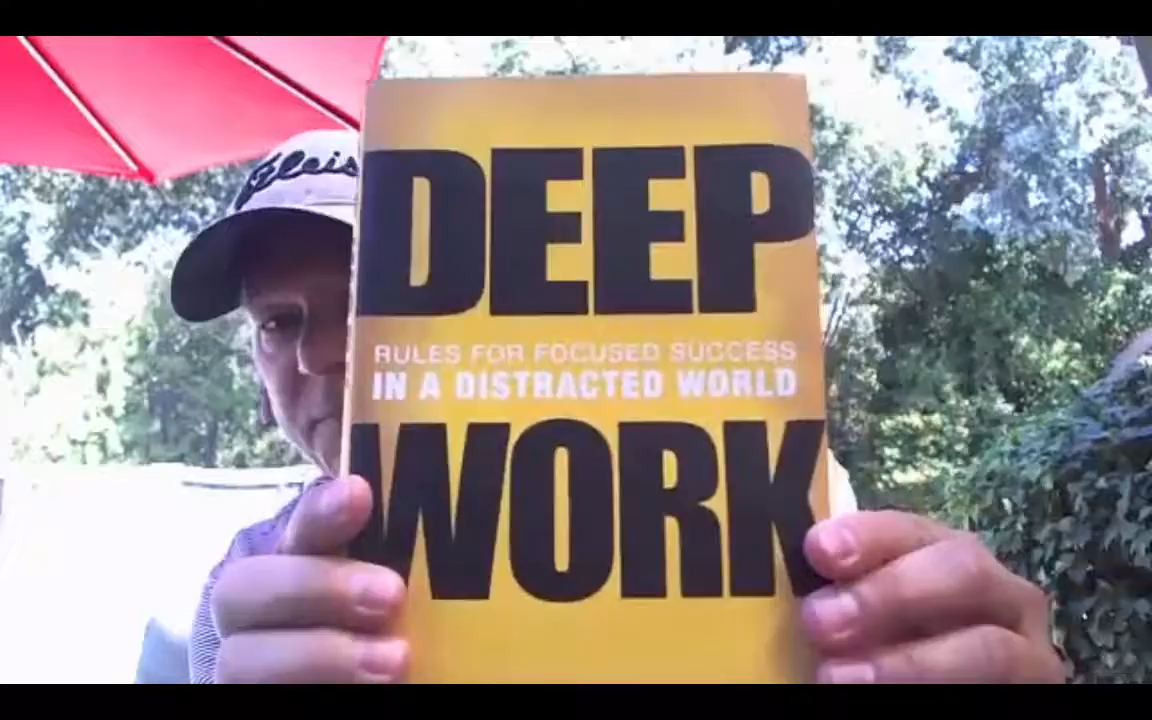 DEEP
RULES FOR FOCUSED SUCCESS
IN A DISTRACTED WORLD
WORK